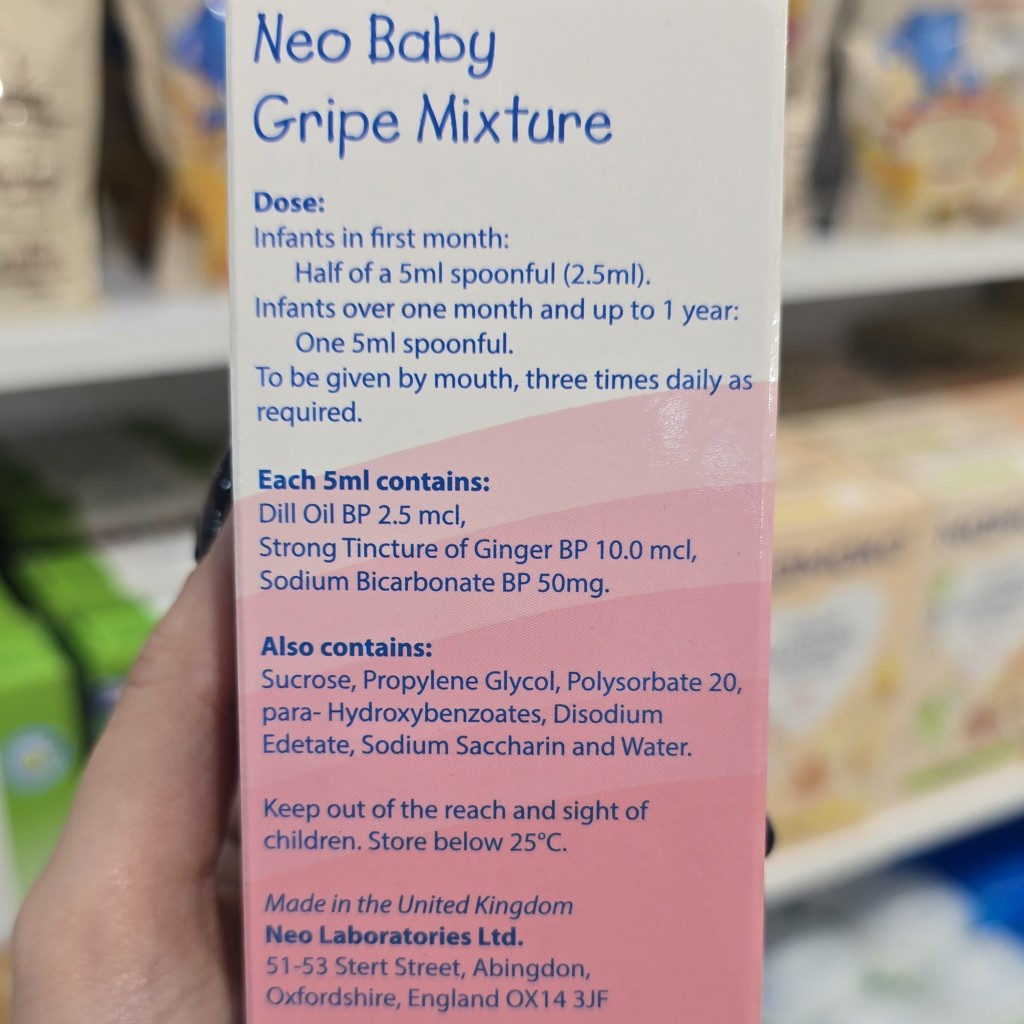 Neo Baby
Gripe Mixture
Dose:
Infants in first month:
Half of a 5ml spoonful (2.5ml).
Infants over one month and up to 1 year:
One 5ml spoonful.
To be given by mouth, three times daily as
required.
Each 5ml contains:
Dill Oil BP 2.5 mcl,
Strong Tincture of Ginger BP 10.0 mcl,
Sodium Bicarbonate BP 50mg.
Also contains:
Sucrose, Propylene Glycol, Polysorbate 20,
para- Hydroxybenzoates, Disodium
Edetate, Sodium Saccharin and Water.
Keep out of the reach and sight of
children. Store below 25°C.
Made in the United Kingdom
Neo Laboratories Ltd.
51-53 Stert Street, Abingdon,
Oxfordshire, England OX14 3JF